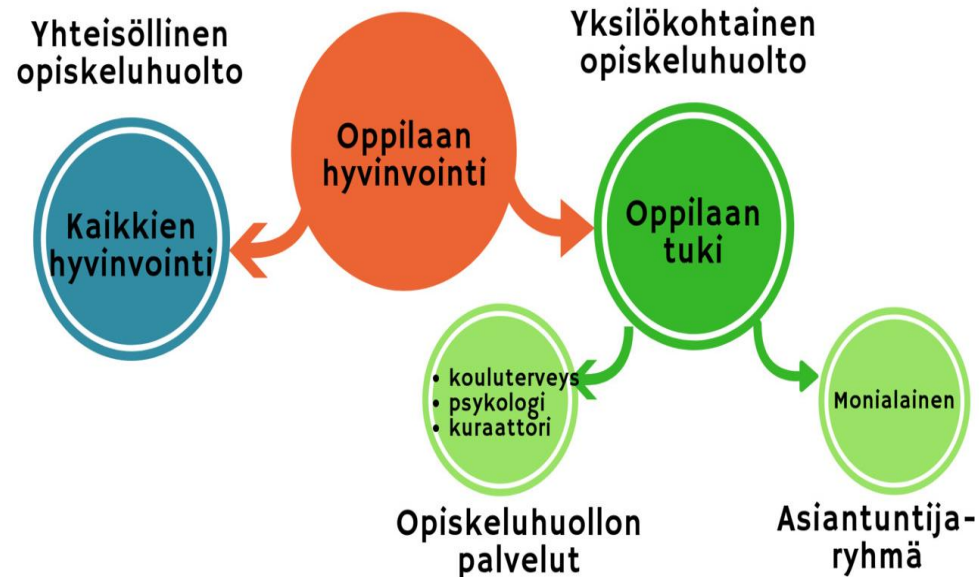 Yhteisöllinen
opiskeluhuolto
Kaikkien
hyvinvointi
Oppilaan
hyvinvointi
Yksilökohtainen
opiskeluhuolto
Oppilaan
tuki
• kouluterveys
• psykologi
• kuraattori
Opiskeluhuollon
palvelut
Monialainen
Asiantuntija-
ryhmä